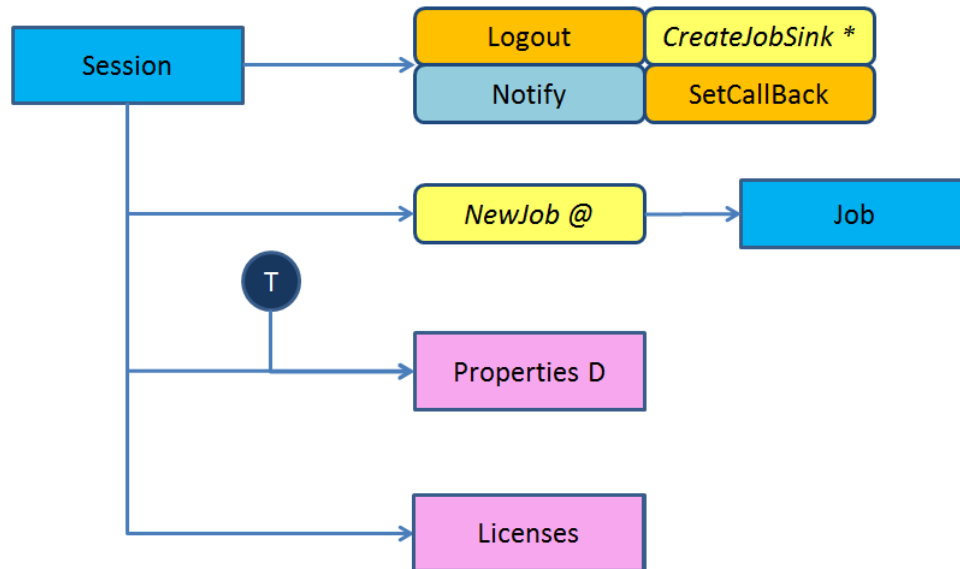 Session
Logout
CreateJobSink *
Notify
SetCallBack
NewJob @
Job
T
Properties D
Licenses